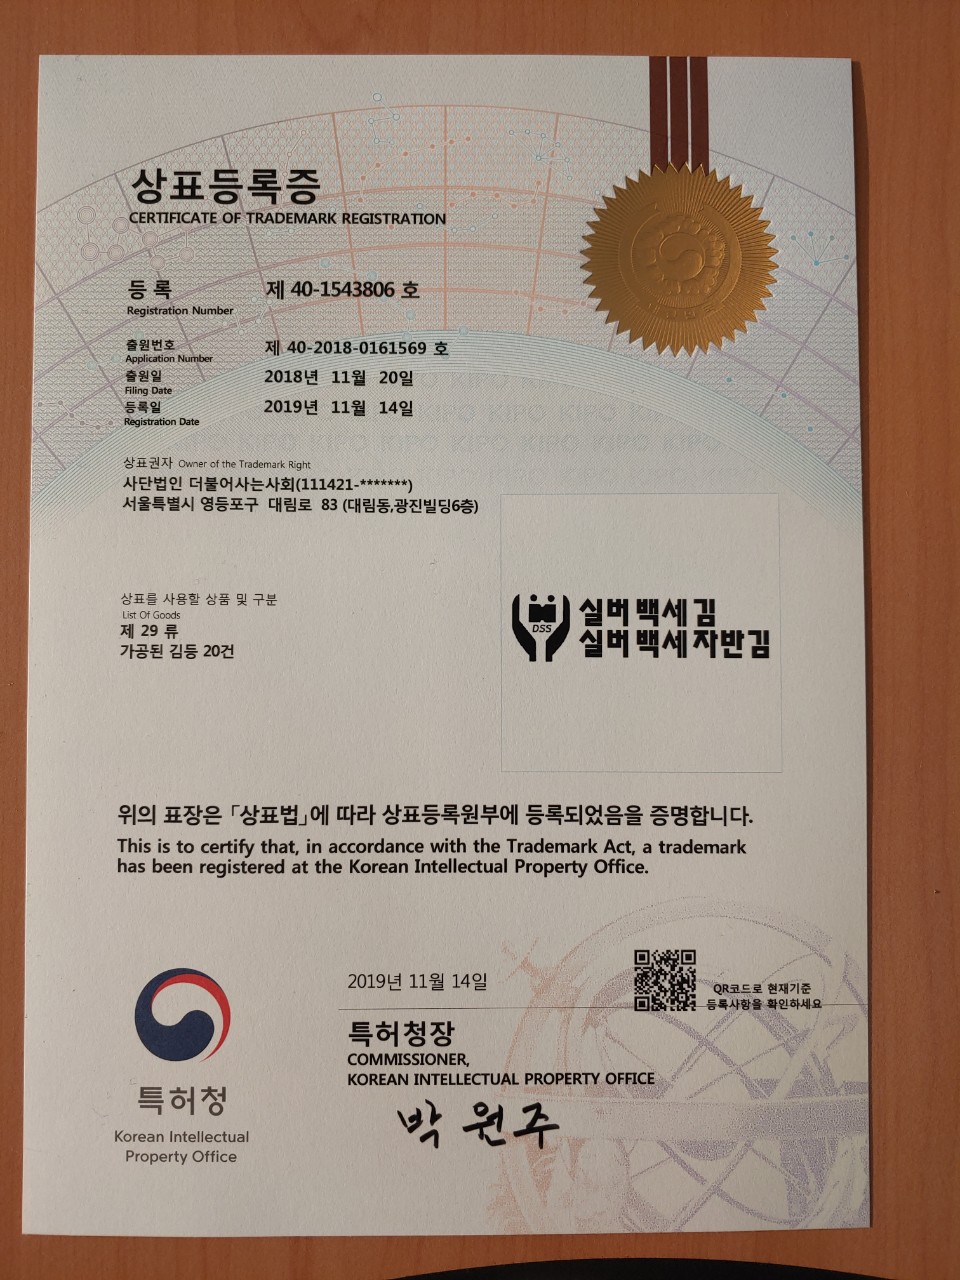 상표등록증
CERTIFICATE OF TRADEMARK REGISTRATION
등 록 제 40-1543806 호
Registration Number
출원번호 제 40-2018-0161569 호
Application Number
출원일 2018년 11월 20일
Filing Date
등록일 2019년 11월 14일
Registration Date
상표권자 Owner of the Trademark Right
사단법인 더불어사는사회(111421-*******)
서울특별시 영등포구 대림로 83 (대림동,광진빌딩6층)
상표를 사용할 상품 및 구분
List Of Goods
제 29 류
가공된 김등 20건
DSS
실버백세김
실버백세자반김
위의 표장은 「상표법」에 따라 상표등록원부에 등록되었음을 증명합니다.
This is to certify that, in accordance with the Trademark Act, a trademark
has been registered at the Korean Intellectual Property Office.
2019년 11월 14일
QR코드로 현재기준
등록사항을 확인하세요
특허청장
COMMISSIONER,
KOREAN INTELLECTUAL PROPERTY OFFICE
박원주
특허청
Korean Intellectual
Property Office